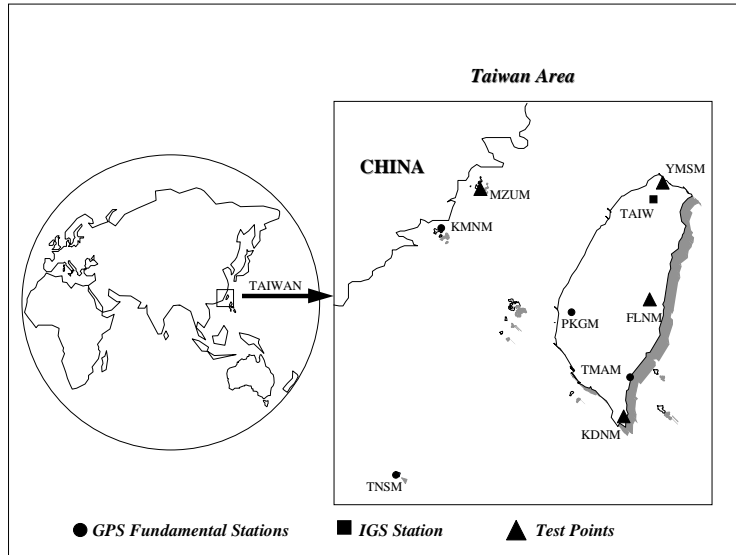 Taiwan Area
CHINA
YMSM
MZUM
TAIW
KMNM
TAIWAN
FLNM
PKGM
TMAM
KDNM
TNSM
GPS Fundamental Stations
IGS Station
Test Points